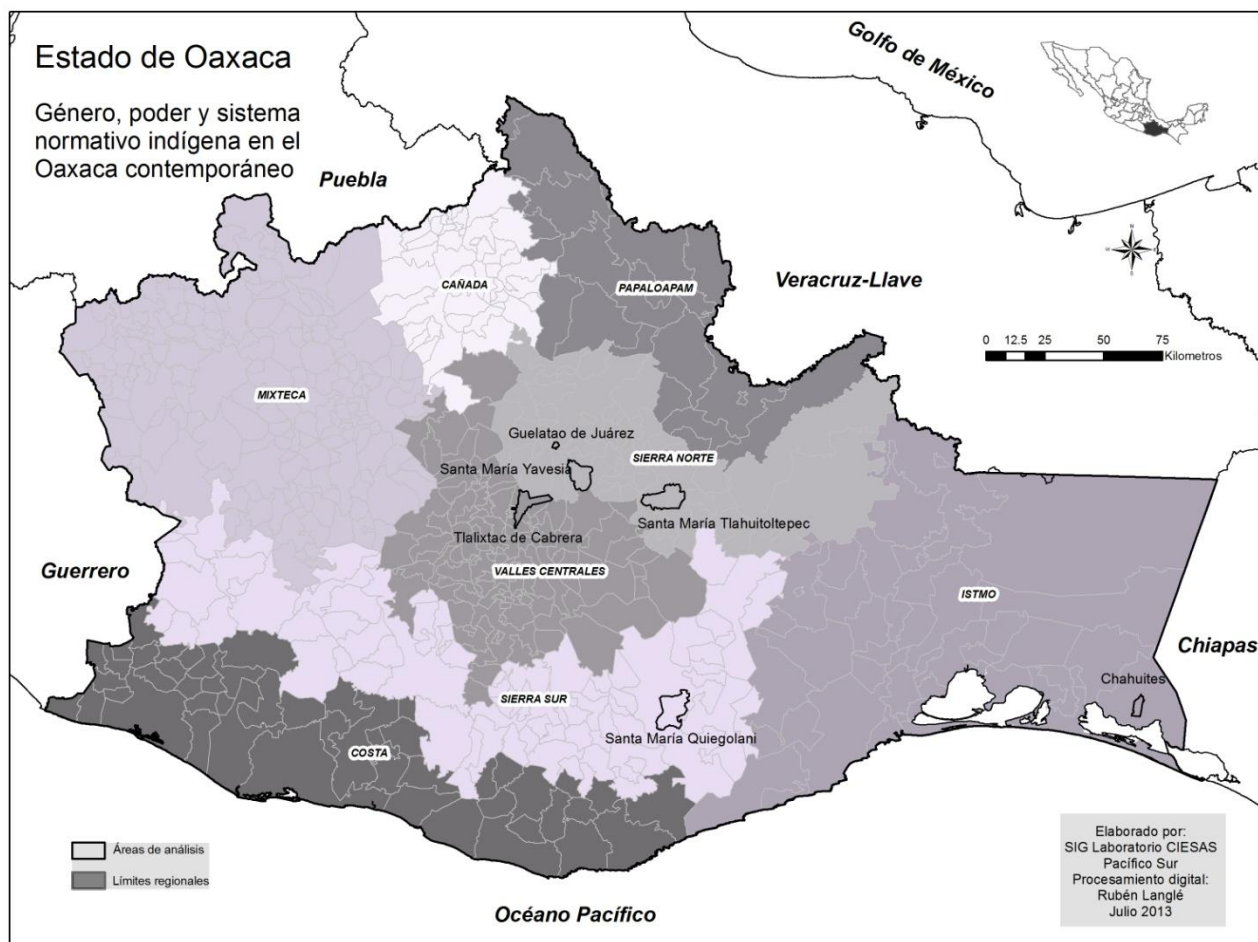 Estado de Oaxaca
Género, poder y sistema
normativo indígena en el
Oaxaca contemporáneo
Golfo de México
Puebla
Veracruz-Llave
0 12.5 25 50 75
Kilometros
CAÑADA
PAPALOAPAM
MIXTECA
Guelatao de Juárez
SIERRA NORTE
Santa María Yavesia
Santa María Tlahuitoltepec
Tlalixtac de Cabrera
VALLES CENTRALES
Guerrero
ISTMO
Chiapas
Chahuites
SIERRA SUR
Santa María Quiegolani
COSTA
Áreas de análisis
Límites regionales
Océano Pacífico
Elaborado por:
SIG Laboratorio CIESAS
Pacífico Sur
Procesamiento digital:
Rubén Langlé
Julio 2013